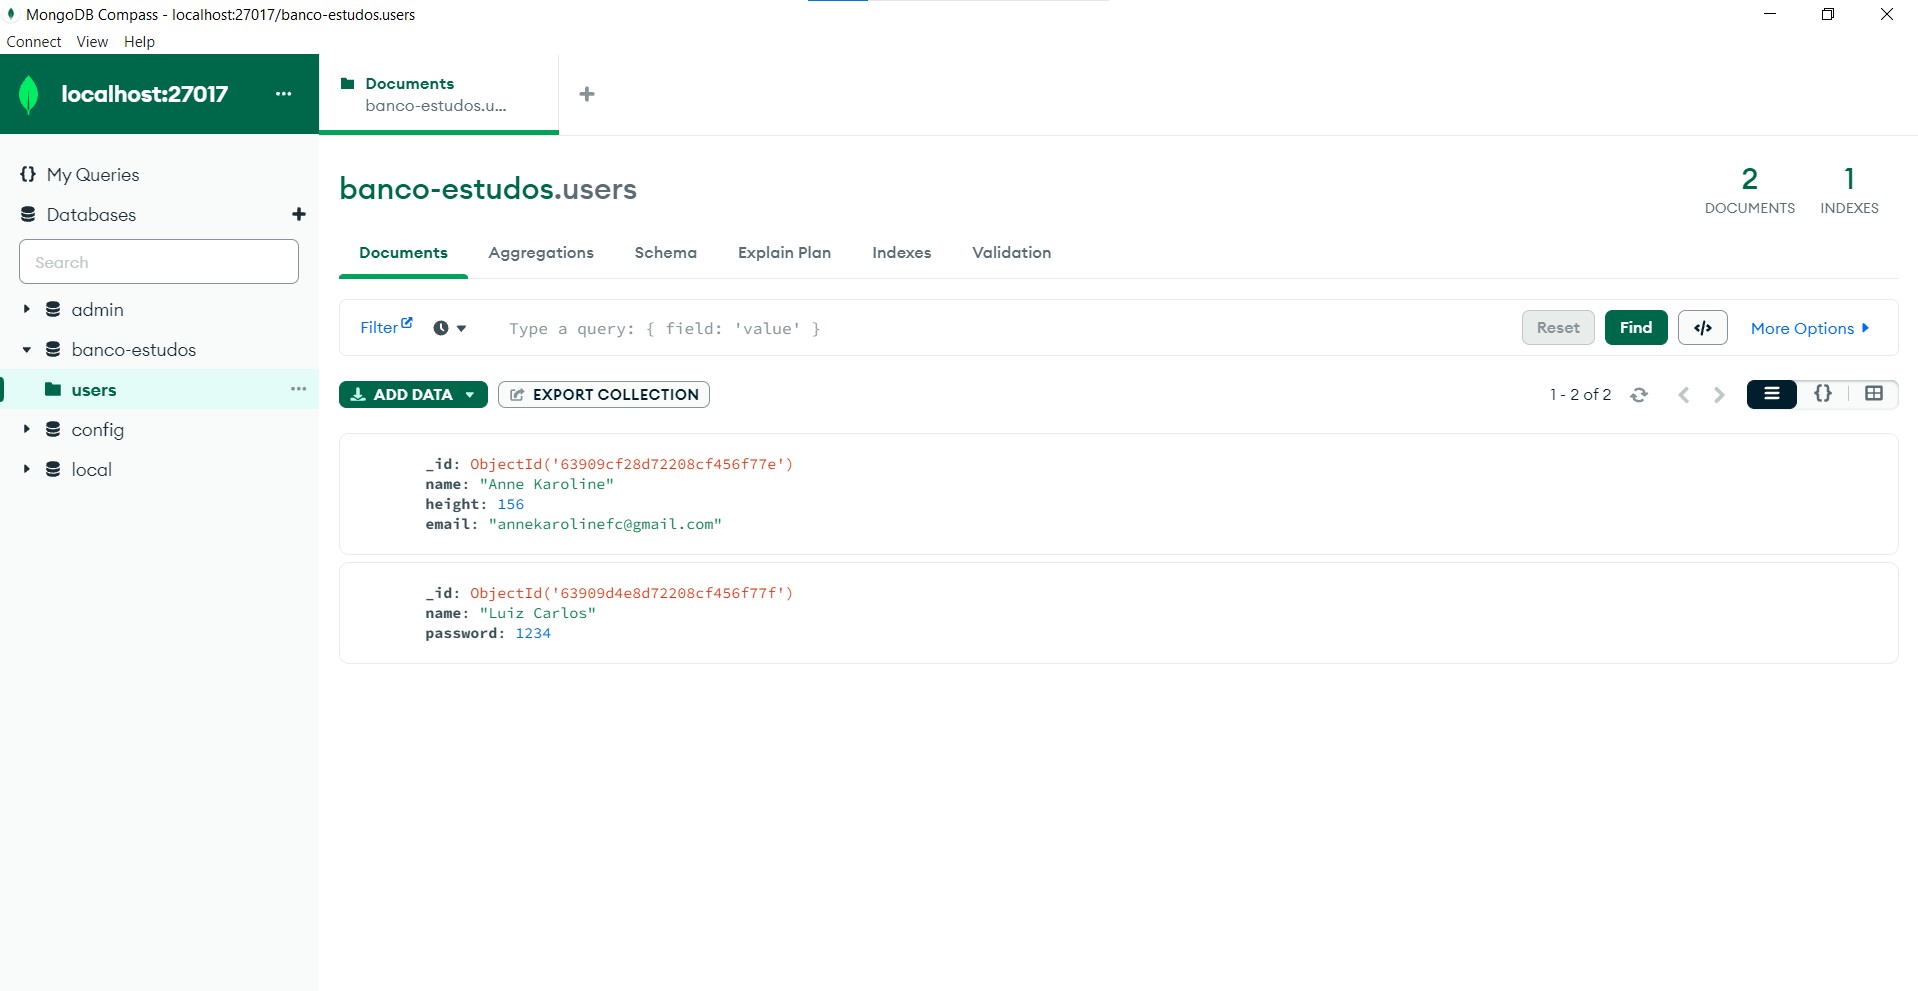 MongoDB Compass - localhost:27017/banco-estudos.users
Connect View Help
localhost:27017 ...
Documents
banco-estudos.u...
My Queries
Databases
Search
admin
banco-estudos
users
config
local
banco-estudos.users
2
DOCUMENTS
1
INDEXES
Documents Aggregations Schema Explain Plan Indexes Validation
Filter Type a query: { field: 'value' } Reset Find </> More Options
ADD DATA EXPORT COLLECTION 1 - 2 of 2 {}
_id: ObjectId('63909cf28d72208cf456f77e')
name: "Anne Karoline"
height: 156
email: "annekarolinefc@gmail.com"
_id: ObjectId('63909d4e8d72208cf456f77f')
name: "Luiz Carlos"
password: 1234